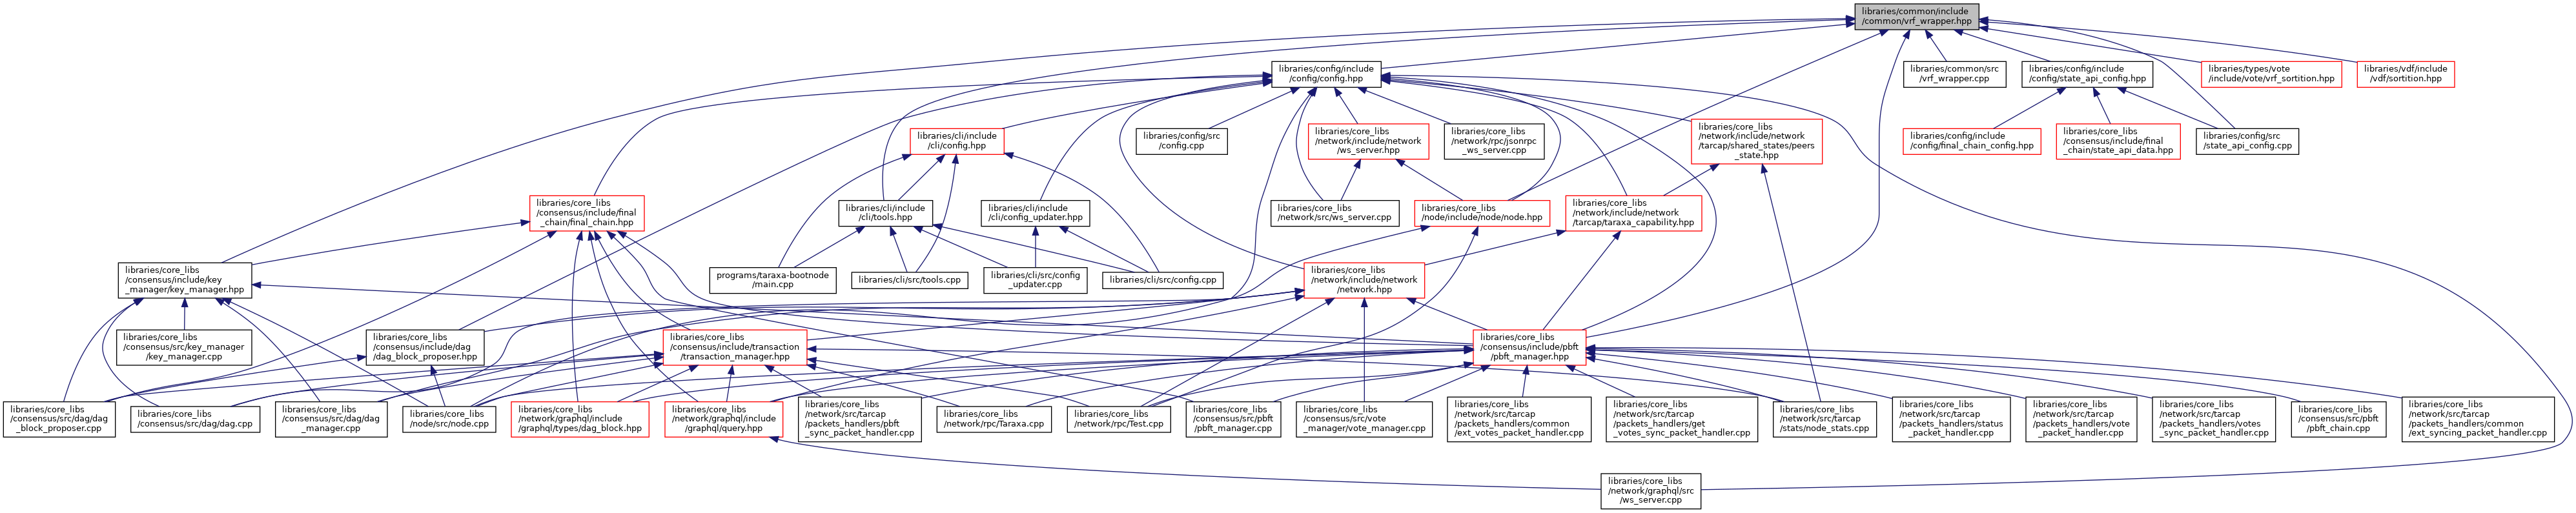 libraries/common/include
/common/vrf_wrapper.hpp
libraries/config/include
/config/config.hpp
libraries/common/src
/vrf_wrapper.cpp
libraries/config/include
/config/state_api_config.hpp
libraries/types/vote
/include/vote/vrf_sortition.hpp
libraries/vdf/include
/vdf/sortition.hpp
libraries/cli/include
/cli/config.hpp
libraries/config/src
/config.cpp
libraries/core_libs
/network/include/network
/ws_server.hpp
libraries/core_libs
/network/rpc/jsonrpc
_ws_server.cpp
libraries/core_libs
/network/include/network
/tarcap/shared_states/peers
_state.hpp
libraries/config/include
/config/final_chain_config.hpp
libraries/core_libs
/consensus/include/final
_chain/state_api_data.hpp
libraries/config/src
/state_api_config.cpp
libraries/core_libs
/consensus/include/final
_chain/final_chain.hpp
libraries/cli/include
/cli/tools.hpp
libraries/cli/include
/cli/config_updater.hpp
libraries/core_libs
/network/src/ws_server.cpp
libraries/core_libs
/node/include/node/node.hpp
libraries/core_libs
/network/include/network
/tarcap/taraxa_capability.hpp
libraries/core_libs
/consensus/include/key
_manager/key_manager.hpp
programs/taraxa-bootnode
/main.cpp
libraries/cli/src/tools.cpp
libraries/cli/src/config
_updater.cpp
libraries/cli/src/config.cpp
libraries/core_libs
/network/include/network
/network.hpp
libraries/core_libs
/consensus/src/key_manager
/key_manager.cpp
libraries/core_libs
/consensus/include/dag
/dag_block_proposer.hpp
libraries/core_libs
/consensus/include/transaction
/transaction_manager.hpp
libraries/core_libs
/consensus/include/pbft
/pbft_manager.hpp
libraries/core_libs
/consensus/src/dag/dag
_block_proposer.cpp
libraries/core_libs
/consensus/src/dag/dag.cpp
libraries/core_libs
/consensus/src/dag/dag
_manager.cpp
libraries/core_libs
/node/src/node.cpp
libraries/core_libs
/network/graphql/include
/graphql/types/dag_block.hpp
libraries/core_libs
/network/graphql/include
/graphql/query.hpp
libraries/core_libs
/network/src/tarcap
/packets_handlers/pbft
_sync_packet_handler.cpp
libraries/core_libs
/network/rpc/Taraxa.cpp
libraries/core_libs
/network/rpc/Test.cpp
libraries/core_libs
/consensus/src/pbft
/pbft_manager.cpp
libraries/core_libs
/consensus/src/vote
_manager/vote_manager.cpp
libraries/core_libs
/network/src/tarcap
/packets_handlers/common
/ext_votes_packet_handler.cpp
libraries/core_libs
/network/src/tarcap
/packets_handlers/get
_votes_sync_packet_handler.cpp
libraries/core_libs
/network/src/tarcap
/stats/node_stats.cpp
libraries/core_libs
/network/src/tarcap
/packets_handlers/status
_packet_handler.cpp
libraries/core_libs
/network/src/tarcap
/packets_handlers/vote
_packet_handler.cpp
libraries/core_libs
/network/src/tarcap
/packets_handlers/votes
_sync_packet_handler.cpp
libraries/core_libs
/consensus/src/pbft
/pbft_chain.cpp
libraries/core_libs
/network/src/tarcap
/packets_handlers/common
/ext_syncing_packet_handler.cpp
libraries/core_libs
/network/graphql/src
/ws_server.cpp